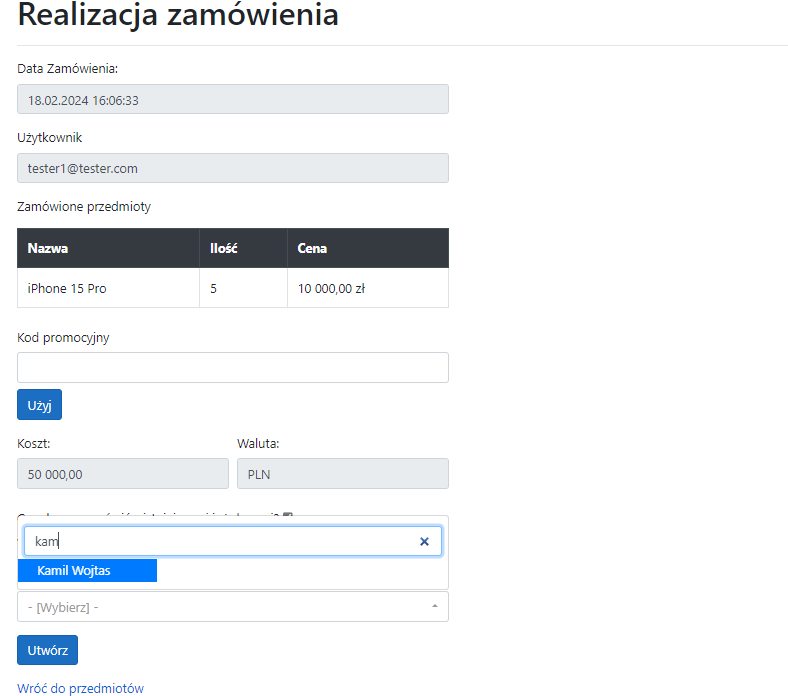 Realizacja zamówienia
Data Zamówienia:
18.02.2024 16:06:33
Użytkownik
tester1@tester.com
Zamówione przedmioty
Nazwa Ilość Cena
iPhone 15 Pro 5 10 000,00 zł
Kod promocyjny
Użyj
Koszt: Waluta:
50 000,00 PLN
kam
Kamil Wojtas
- [Wybierz] -
Utwórz
Wróć do przedmiotów